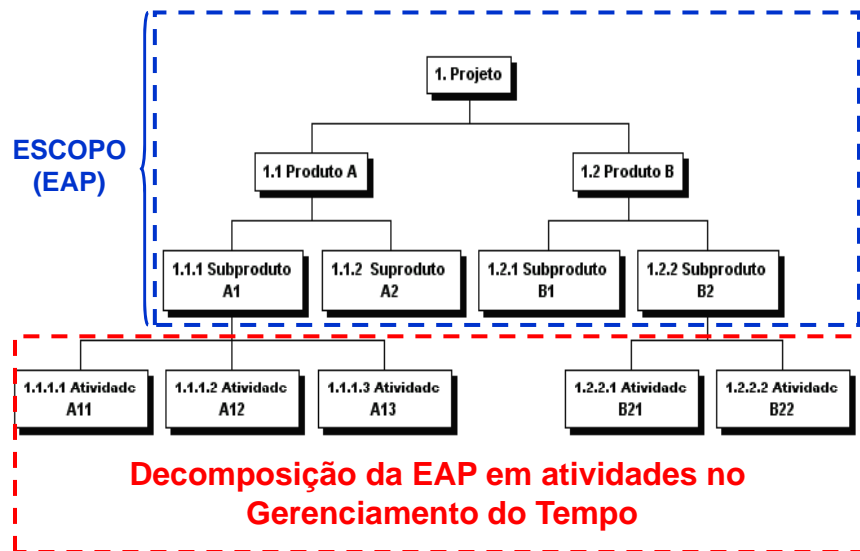 1. Projeto
ESCOPO
(EAP)
1.1 Produto A
1.2 Produto B
1.1.1 Subproduto
A1
1.1.2 Suproduto
A2
1.2.1 Subproduto
B1
1.2.2 Subproduto
B2
1.1.1.1 Atividade
A11
1.1.1.2 Atividade
A12
1.1.1.3 Atividade
A13
1.2.2.1 Atividade
B21
1.2.2.2 Atividade
B22
Decomposição da EAP em atividades no
Gerenciamento do Tempo